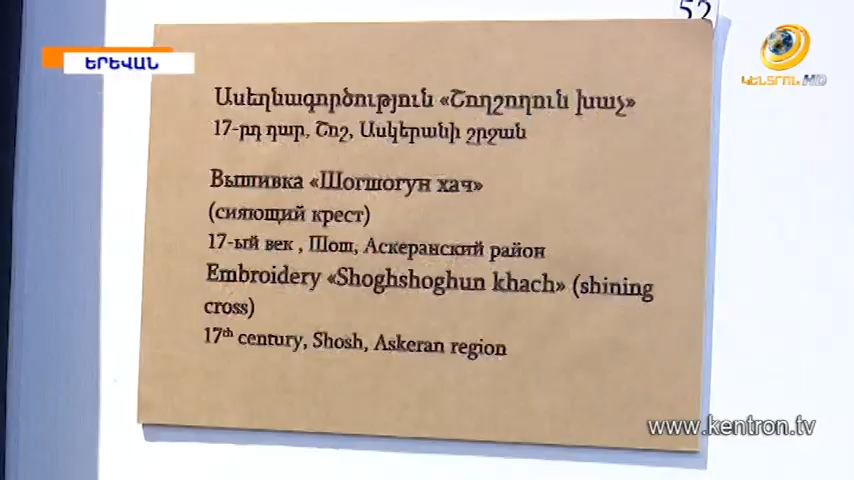 52
ԵՐԵՎԱՆ
ԿԵՆՏՐՈՆ HD
Ասեղնագործություն «Շողշողուն խաչ»
17-րդ դար, Շոշ, Ասկերանի շրջան
Вышивка «Шогшогун хач»
(сияющий крест)
17-ый век , Шош, Аскеранский район
Embroidery «Shoghshoghun khach» (shining
cross)
17th century, Shosh, Askeran region
www.kentron.tv